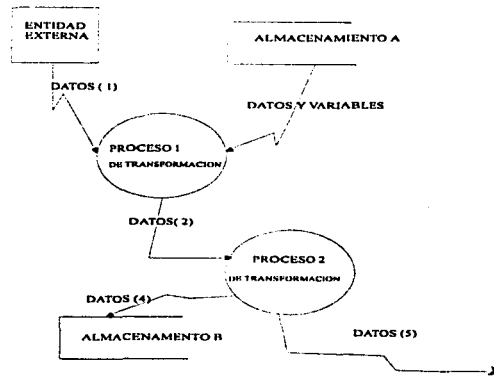 ENTIDAD
EXTERNA
ALMACENAMIENTO A
DATOS ( 1 )
DATOS Y VARIABLES
PROCESO 1
DE TRANSFORMACION
DATOS( 2 )
PROCESO 2
DE TRANSFORMACION
DATOS (4)
ALMACENAMENTO B
DATOS (5)